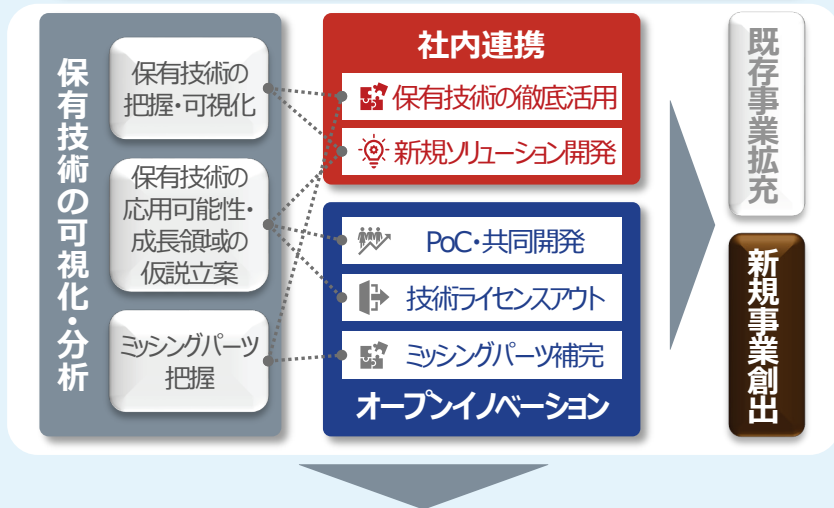 保有技術の可視化・分析
保有技術の
把握・可視化
保有技術の
応用可能性・
成長領域の
仮説立案
ミッシングパーツ
把握
社内連携
保有技術の徹底活用
新規ソリューション開発
PoC・共同開発
技術ライセンスアウト
ミッシングパーツ補完
オープンイノベーション
既存事業拡充
新規事業創出